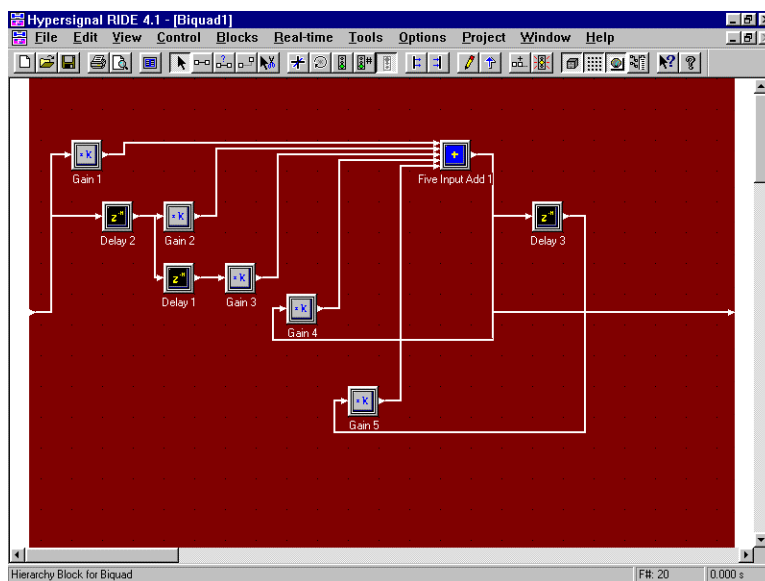 Hypersignal RIDE 4.1 - [Biquad1]
File Edit View Control Blocks Real-time Tools Options Project Window Help
×k
Gain 1
+
Five Input Add 1
z⁻ⁿ
Delay 2
×k
Gain 2
z⁻ⁿ
Delay 3
z⁻ⁿ
Delay 1
×k
Gain 3
×k
Gain 4
×k
Gain 5
Hierarchy Block for Biquad F#: 20 0.000 s